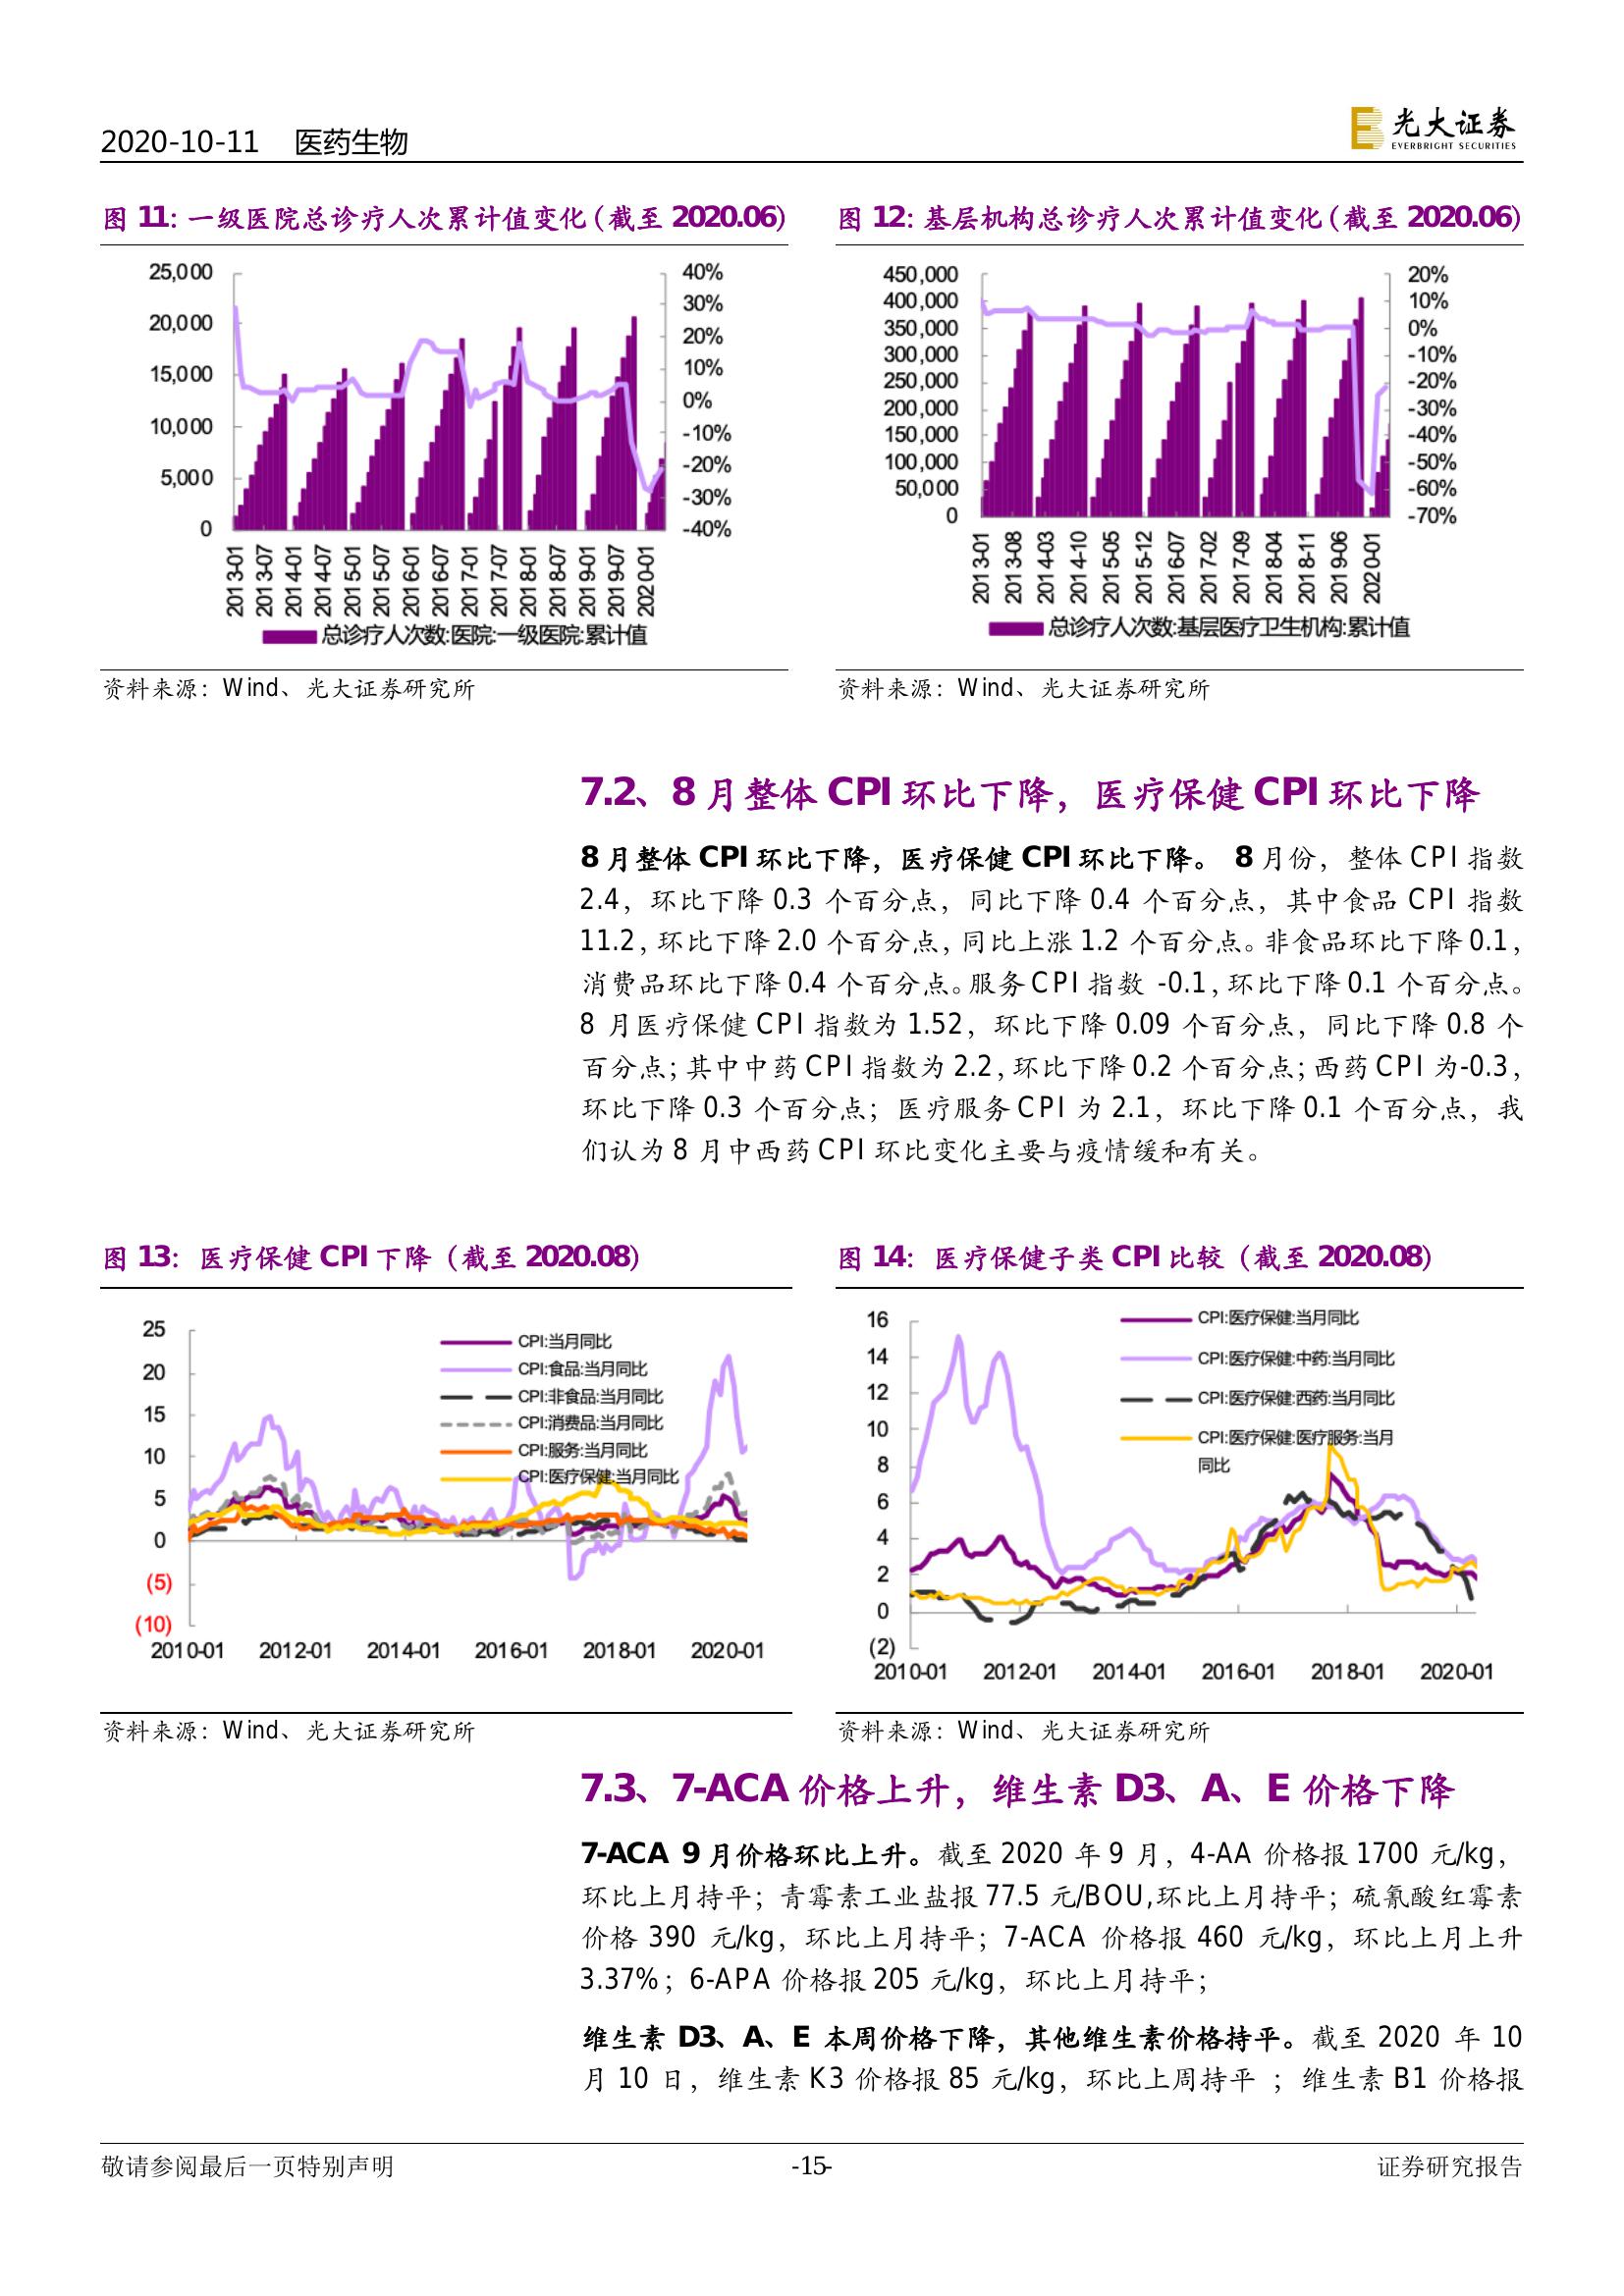 2020-10-11 医药生物
光大证券
EVERBRIGHT SECURITIES
图 11：一级医院总诊疗人次累计值变化（截至 2020.06）
25,000
20,000
15,000
10,000
5,000
0
40%
30%
20%
10%
0%
-10%
-20%
-30%
-40%
2013-01
2013-07
2014-01
2014-07
2015-01
2015-07
2016-01
2016-07
2017-01
2017-07
2018-01
2018-07
2019-01
2019-07
2020-01
总诊疗人次数:医院:一级医院:累计值
资料来源：Wind、光大证券研究所
图 12：基层机构总诊疗人次累计值变化（截至 2020.06）
450,000
400,000
350,000
300,000
250,000
200,000
150,000
100,000
50,000
0
20%
10%
0%
-10%
-20%
-30%
-40%
-50%
-60%
-70%
2013-01
2013-08
2014-03
2014-10
2015-05
2015-12
2016-07
2017-02
2017-09
2018-04
2018-11
2019-06
2020-01
总诊疗人次数:基层医疗卫生机构:累计值
资料来源：Wind、光大证券研究所
7.2、8 月整体 CPI 环比下降，医疗保健 CPI 环比下降
8 月整体 CPI 环比下降，医疗保健 CPI 环比下降。 8 月份，整体 CPI 指数
2.4，环比下降 0.3 个百分点，同比下降 0.4 个百分点，其中食品 CPI 指数
11.2，环比下降 2.0 个百分点，同比上涨 1.2 个百分点。非食品环比下降 0.1，
消费品环比下降 0.4 个百分点。服务 CPI 指数 -0.1，环比下降 0.1 个百分点。
8 月医疗保健 CPI 指数为 1.52，环比下降 0.09 个百分点，同比下降 0.8 个
百分点；其中中药 CPI 指数为 2.2，环比下降 0.2 个百分点；西药 CPI 为-0.3，
环比下降 0.3 个百分点；医疗服务 CPI 为 2.1，环比下降 0.1 个百分点，我
们认为 8 月中西药 CPI 环比变化主要与疫情缓和有关。
图 13：医疗保健 CPI 下降（截至 2020.08）
25
20
15
10
5
0
(5)
(10)
CPI:当月同比
CPI:食品:当月同比
CPI:非食品:当月同比
CPI:消费品:当月同比
CPI:服务:当月同比
CPI:医疗保健:当月同比
2010-01 2012-01 2014-01 2016-01 2018-01 2020-01
资料来源：Wind、光大证券研究所
图 14：医疗保健子类 CPI 比较（截至 2020.08）
16
14
12
10
8
6
4
2
0
(2)
CPI:医疗保健:当月同比
CPI:医疗保健:中药:当月同比
CPI:医疗保健:西药:当月同比
CPI:医疗保健:医疗服务:当月
同比
2010-01 2012-01 2014-01 2016-01 2018-01 2020-01
资料来源：Wind、光大证券研究所
7.3、7-ACA 价格上升，维生素 D3、A、E 价格下降
7-ACA 9 月价格环比上升。截至 2020 年 9 月，4-AA 价格报 1700 元/kg，
环比上月持平；青霉素工业盐报 77.5 元/BOU,环比上月持平；硫氰酸红霉素
价格 390 元/kg，环比上月持平；7-ACA 价格报 460 元/kg，环比上月上升
3.37%；6-APA 价格报 205 元/kg，环比上月持平；
维生素 D3、A、E 本周价格下降，其他维生素价格持平。截至 2020 年 10
月 10 日，维生素 K3 价格报 85 元/kg，环比上周持平 ；维生素 B1 价格报
敬请参阅最后一页特别声明 -15- 证券研究报告